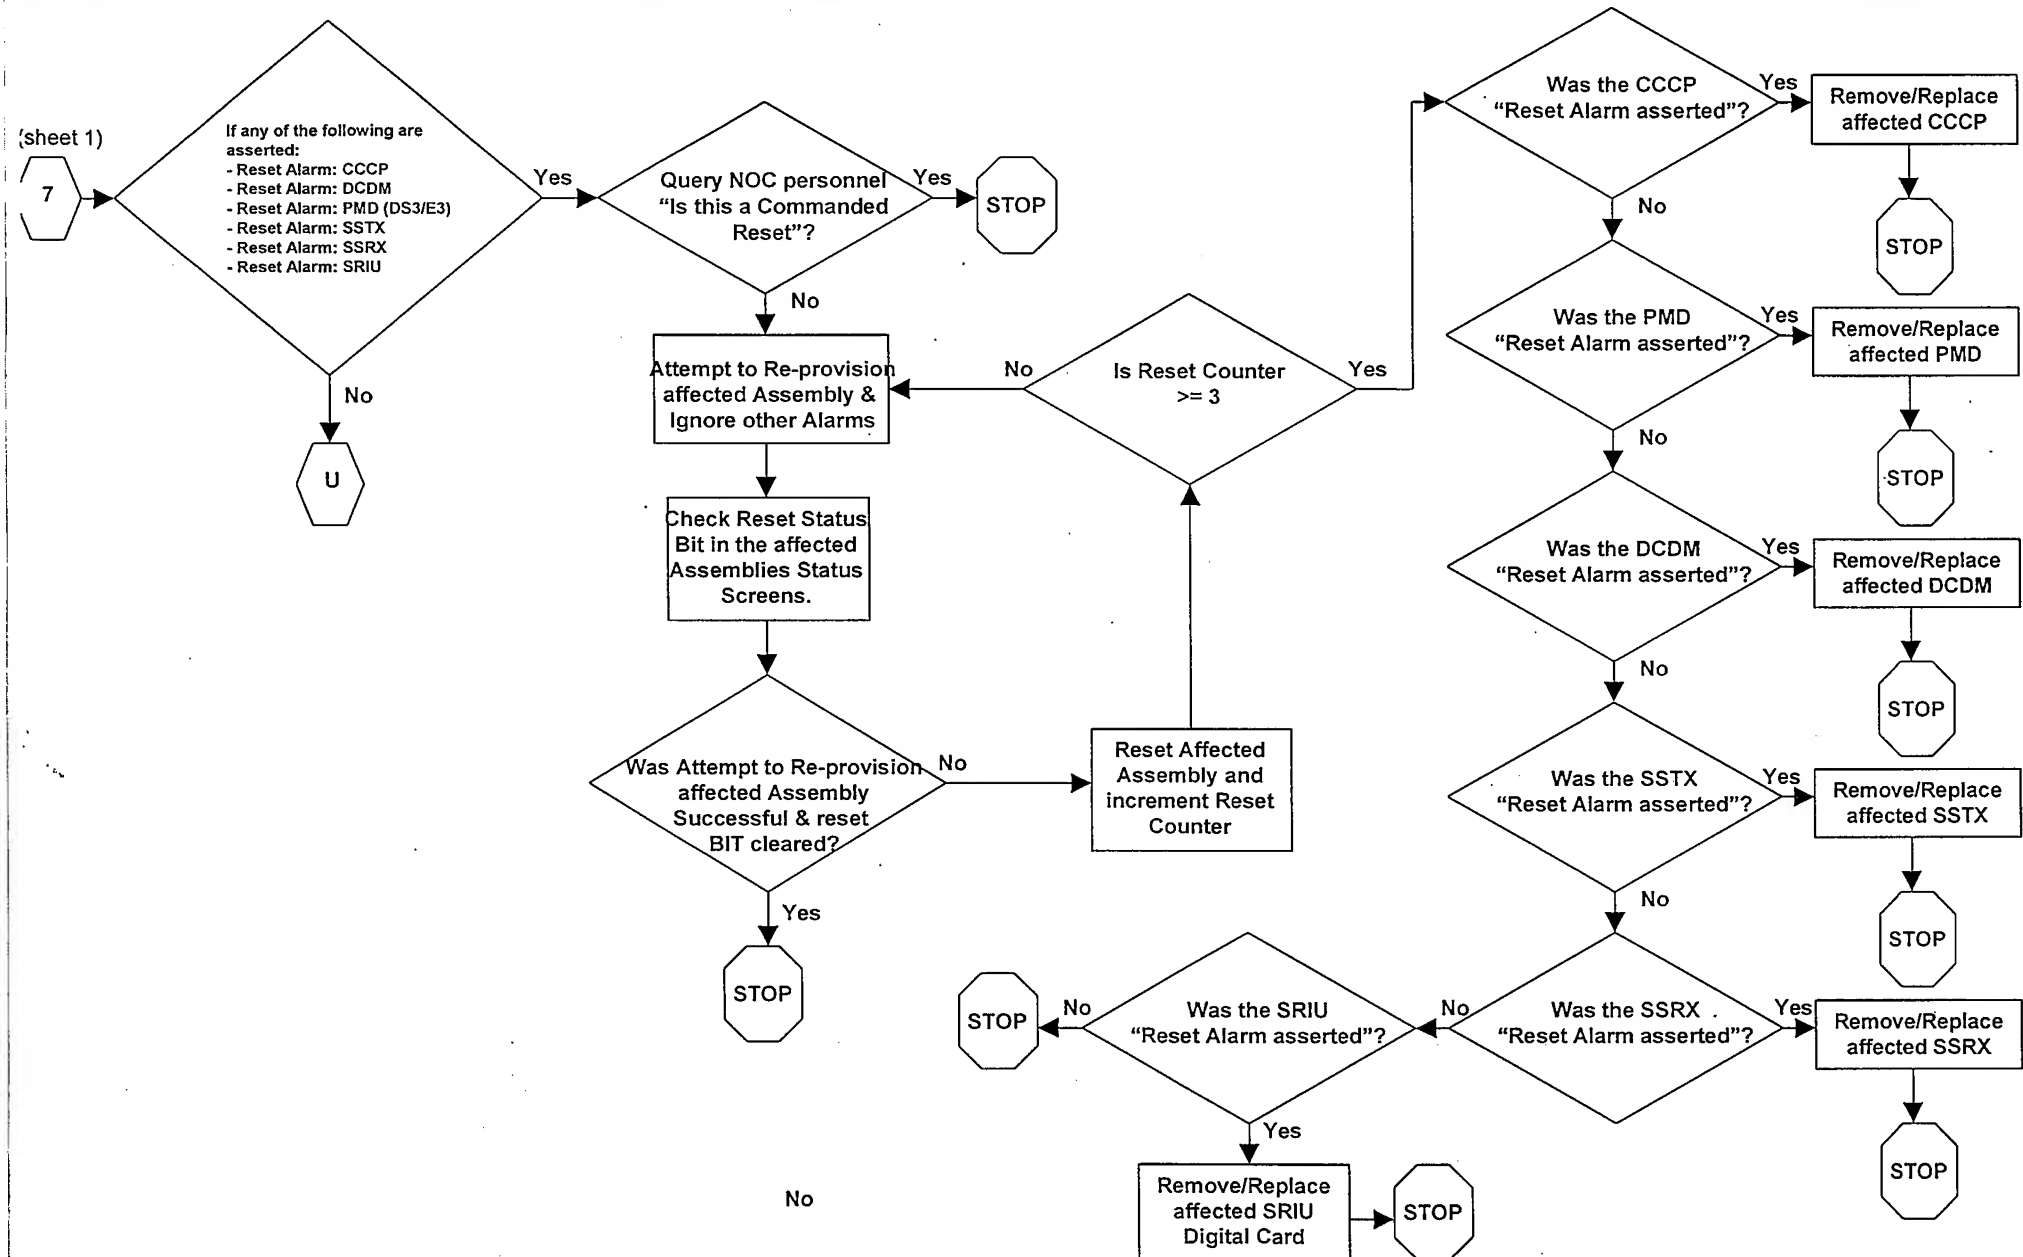 (sheet 1)
7
If any of the following are
asserted:
- Reset Alarm: CCCP
- Reset Alarm: DCDM
- Reset Alarm: PMD (DS3/E3)
- Reset Alarm: SSTX
- Reset Alarm: SSRX
- Reset Alarm: SRIU
Yes
No
U
Query NOC personnel
“Is this a Commanded
Reset”?
Yes
STOP
No
Attempt to Re-provision
affected Assembly &
Ignore other Alarms
Check Reset Status
Bit in the affected
Assemblies Status
Screens.
Was Attempt to Re-provision
affected Assembly
Successful & reset
BIT cleared?
No
Yes
STOP
Reset Affected
Assembly and
increment Reset
Counter
Is Reset Counter
>= 3
No
Yes
Was the CCCP
“Reset Alarm asserted”?
Yes
Remove/Replace
affected CCCP
STOP
No
Was the PMD
“Reset Alarm asserted”?
Yes
Remove/Replace
affected PMD
STOP
No
Was the DCDM
“Reset Alarm asserted”?
Yes
Remove/Replace
affected DCDM
STOP
No
Was the SSTX
“Reset Alarm asserted”?
Yes
Remove/Replace
affected SSTX
STOP
No
Was the SSRX
“Reset Alarm asserted”?
Yes
Remove/Replace
affected SSRX
STOP
No
Was the SRIU
“Reset Alarm asserted”?
No
STOP
Yes
Remove/Replace
affected SRIU
Digital Card
STOP
No